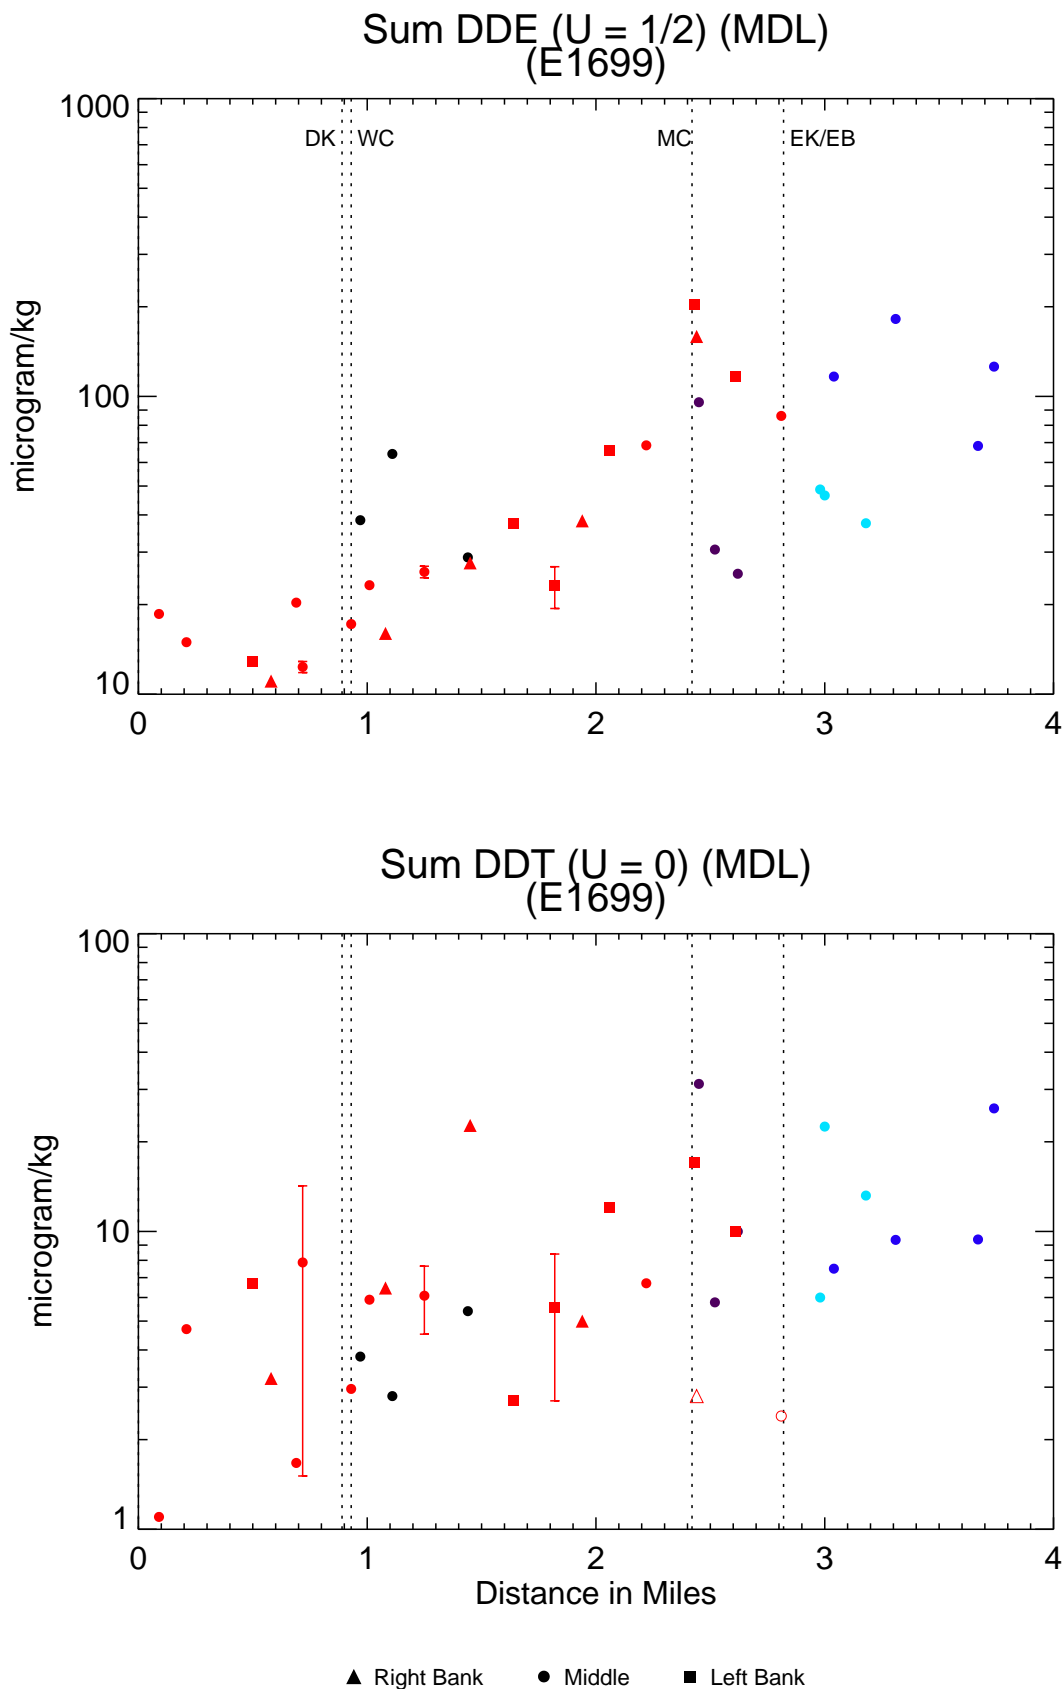 Sum DDE (U = 1/2) (MDL)
(E1699)
1000
DK
WC
MC
EK/EB
microgram/kg
100
10
0
1
2
3
4
Sum DDT (U = 0) (MDL)
(E1699)
100
microgram/kg
10
1
0
1
2
3
4
Distance in Miles
Right Bank
Middle
Left Bank